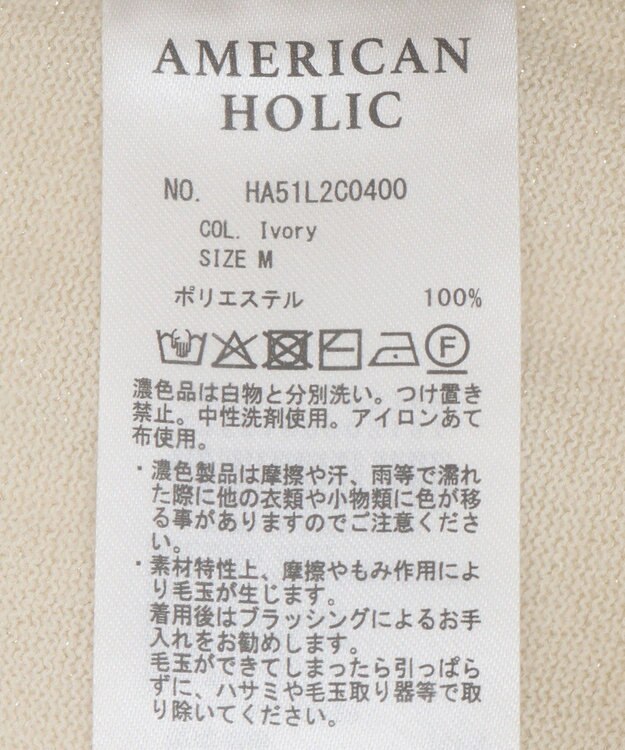 AMERICAN
HOLIC
NO. HA51L2C0400
COL. Ivory
SIZE M
ポリエステル 100%
F
濃色品は白物と分別洗い。つけ置き
禁止。中性洗剤使用。アイロンあて
布使用。
・濃色製品は摩擦や汗、雨等で濡れ
た際に他の衣類や小物類に色が移
る事がありますのでご注意くださ
い。
・素材特性上、摩擦やもみ作用によ
り毛玉が生じます。
着用後はブラッシングによるお手
入れをお勧めします。
毛玉ができてしまったら引っぱら
ずに、ハサミや毛玉取り器等で取
り除いてください。